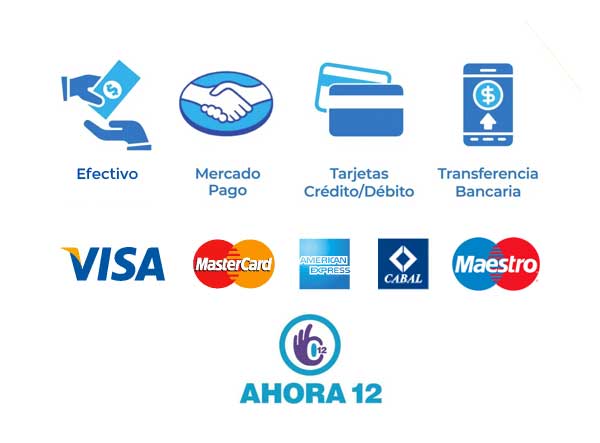 Efectivo
Mercado
Pago
Tarjetas
Crédito/Débito
Transferencia
Bancaria
VISA
MasterCard
AMERICAN
EXPRESS
CABAL
Maestro
12
AHORA 12